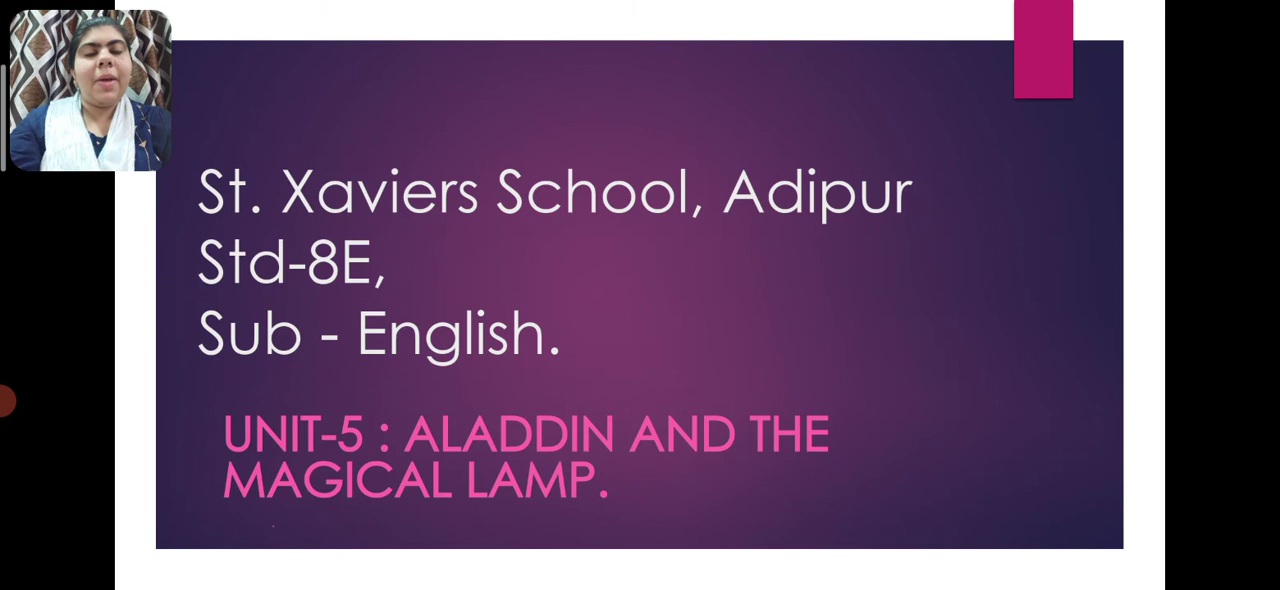 St. Xaviers School, Adipur
Std-8E,
Sub - English.
UNIT-5 : ALADDIN AND THE
MAGICAL LAMP.